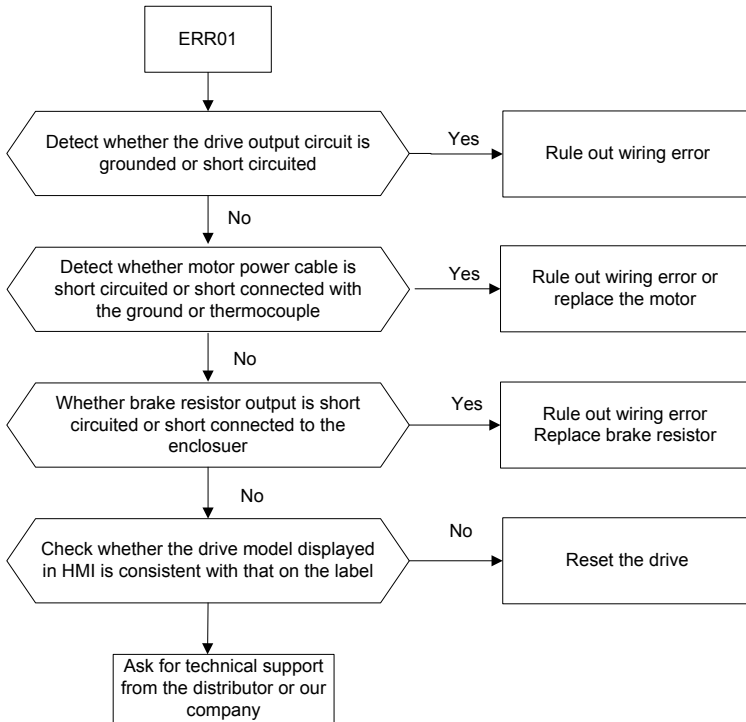 ERR01
Detect whether the drive output circuit is
grounded or short circuited
Yes
Rule out wiring error
No
Detect whether motor power cable is
short circuited or short connected with
the ground or thermocouple
Yes
Rule out wiring error or
replace the motor
No
Whether brake resistor output is short
circuited or short connected to the
enclosuer
Yes
Rule out wiring error
Replace brake resistor
No
Check whether the drive model displayed
in HMI is consistent with that on the label
No
Reset the drive
Ask for technical support
from the distributor or our
company